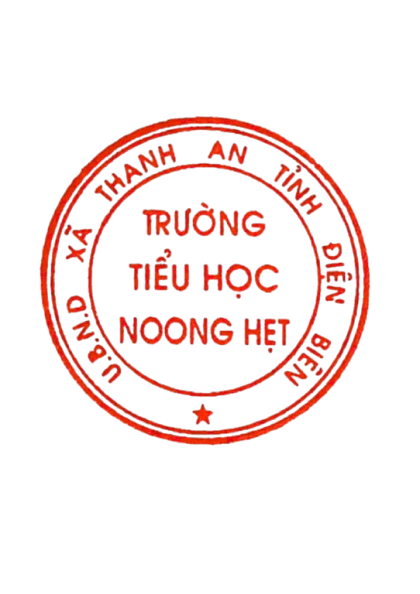 U.B.N.D XÃ THANH AN TỈNH ĐIỆN BIÊN
TRƯỜNG
TIỂU HỌC
NOONG HẸT